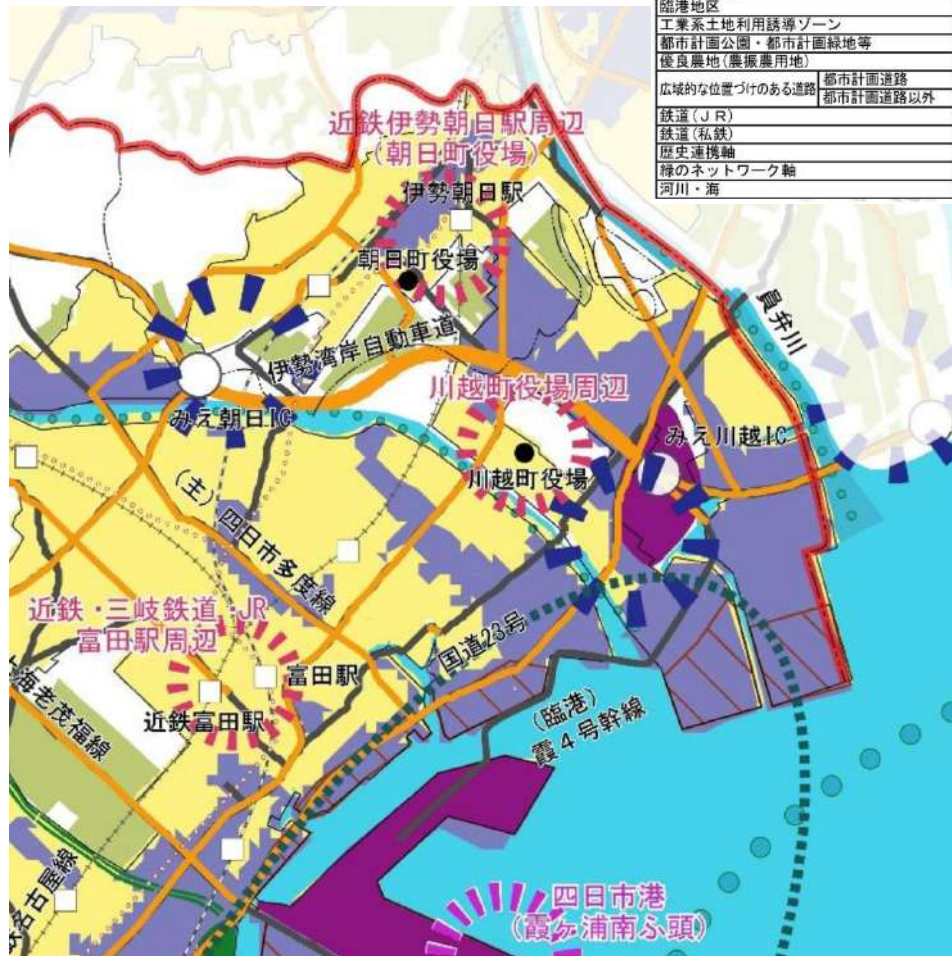 臨港地区
工業系土地利用誘導ゾーン
都市計画公園・都市計画緑地等
優良農地(農振農用地)
広域的な位置づけのある道路
都市計画道路
都市計画道路以外
鉄道(JR)
鉄道(私鉄)
歴史連携軸
緑のネットワーク軸
河川・海
近鉄伊勢朝日駅周辺
(朝日町役場)
伊勢朝日駅
朝日町役場
員弁川
伊勢湾岸自動車道
川越町役場周辺
みえ朝日IC
みえ川越IC
川越町役場
(主)四日市多度線
近鉄・三岐鉄道・JR
富田駅周辺
国道23号
富田駅
近鉄富田駅
海老茂福線
(臨港)
霞4号幹線
名古屋線
四日市港
(霞ヶ浦南ふ頭)